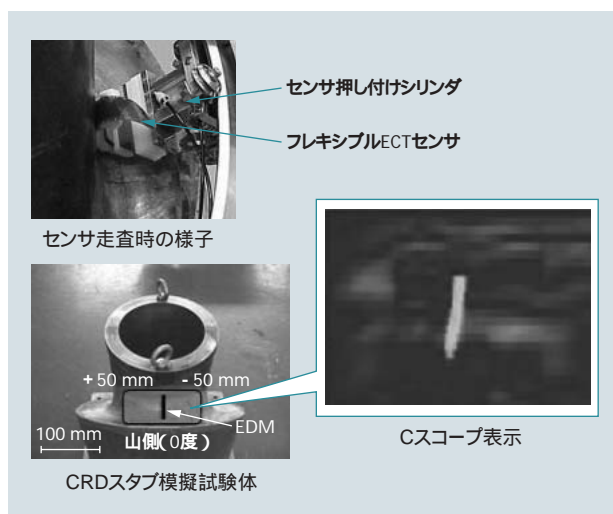 センサ押し付けシリンダ
フレキシブルECTセンサ
センサ走査時の様子
+50 mm
-50 mm
EDM
100 mm
山側(0度)
CRDスタブ模擬試験体
Cスコープ表示